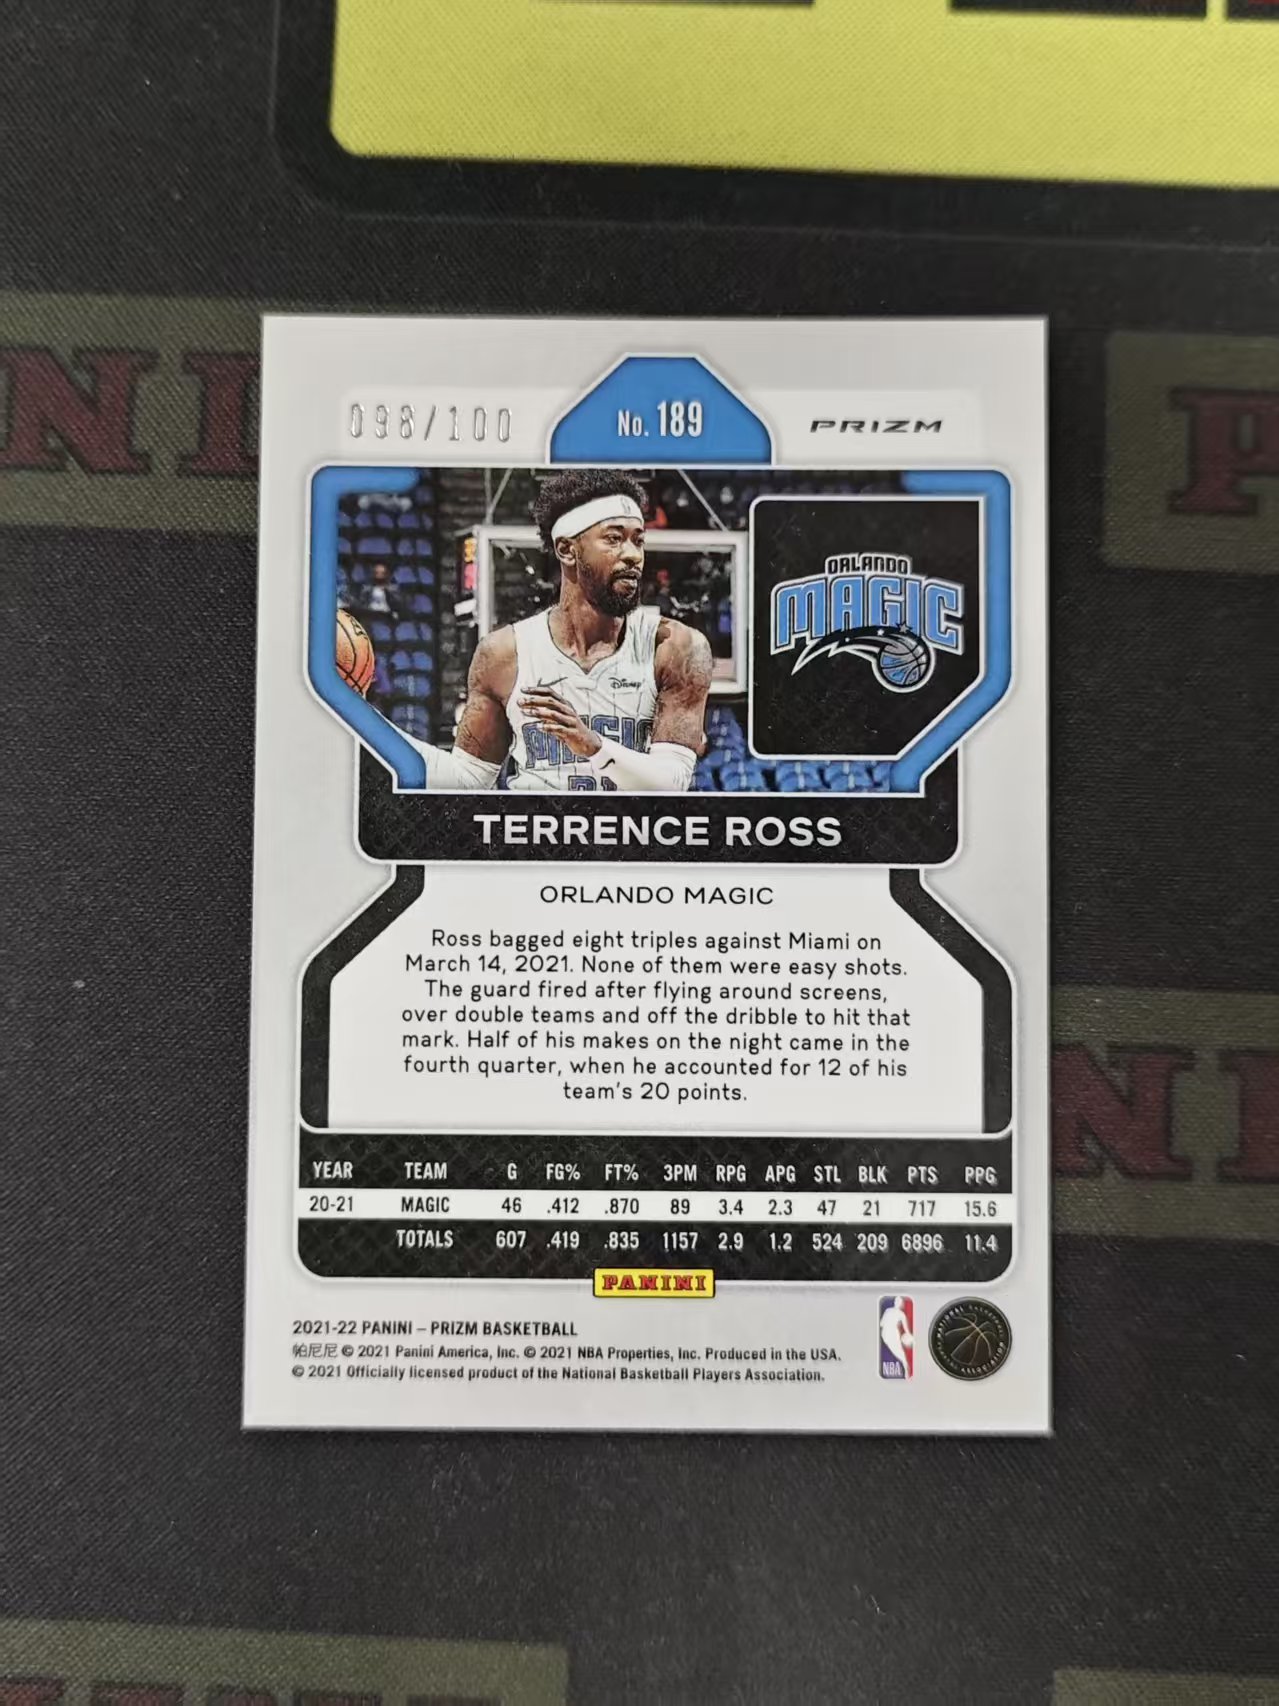 098/100
No. 189
PRIZM
ORLANDO
MAGIC
Disney
MAGIC
TERRENCE ROSS
ORLANDO MAGIC
Ross bagged eight triples against Miami on
March 14, 2021. None of them were easy shots.
The guard fired after flying around screens,
over double teams and off the dribble to hit that
mark. Half of his makes on the night came in the
fourth quarter, when he accounted for 12 of his
team's 20 points.
YEAR TEAM G FG% FT% 3PM RPG APG STL BLK PTS PPG
20-21 MAGIC 46 .412 .870 89 3.4 2.3 47 21 717 15.6
TOTALS 607 .419 .835 1157 2.9 1.2 524 209 6896 11.4
PANINI
2021-22 PANINI – PRIZM BASKETBALL
帕尼尼 © 2021 Panini America, Inc. © 2021 NBA Properties, Inc. Produced in the USA.
© 2021 Officially licensed product of the National Basketball Players Association.
NBA